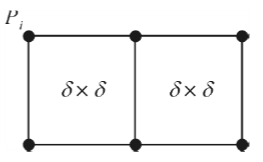 P_i
δ × δ δ × δ